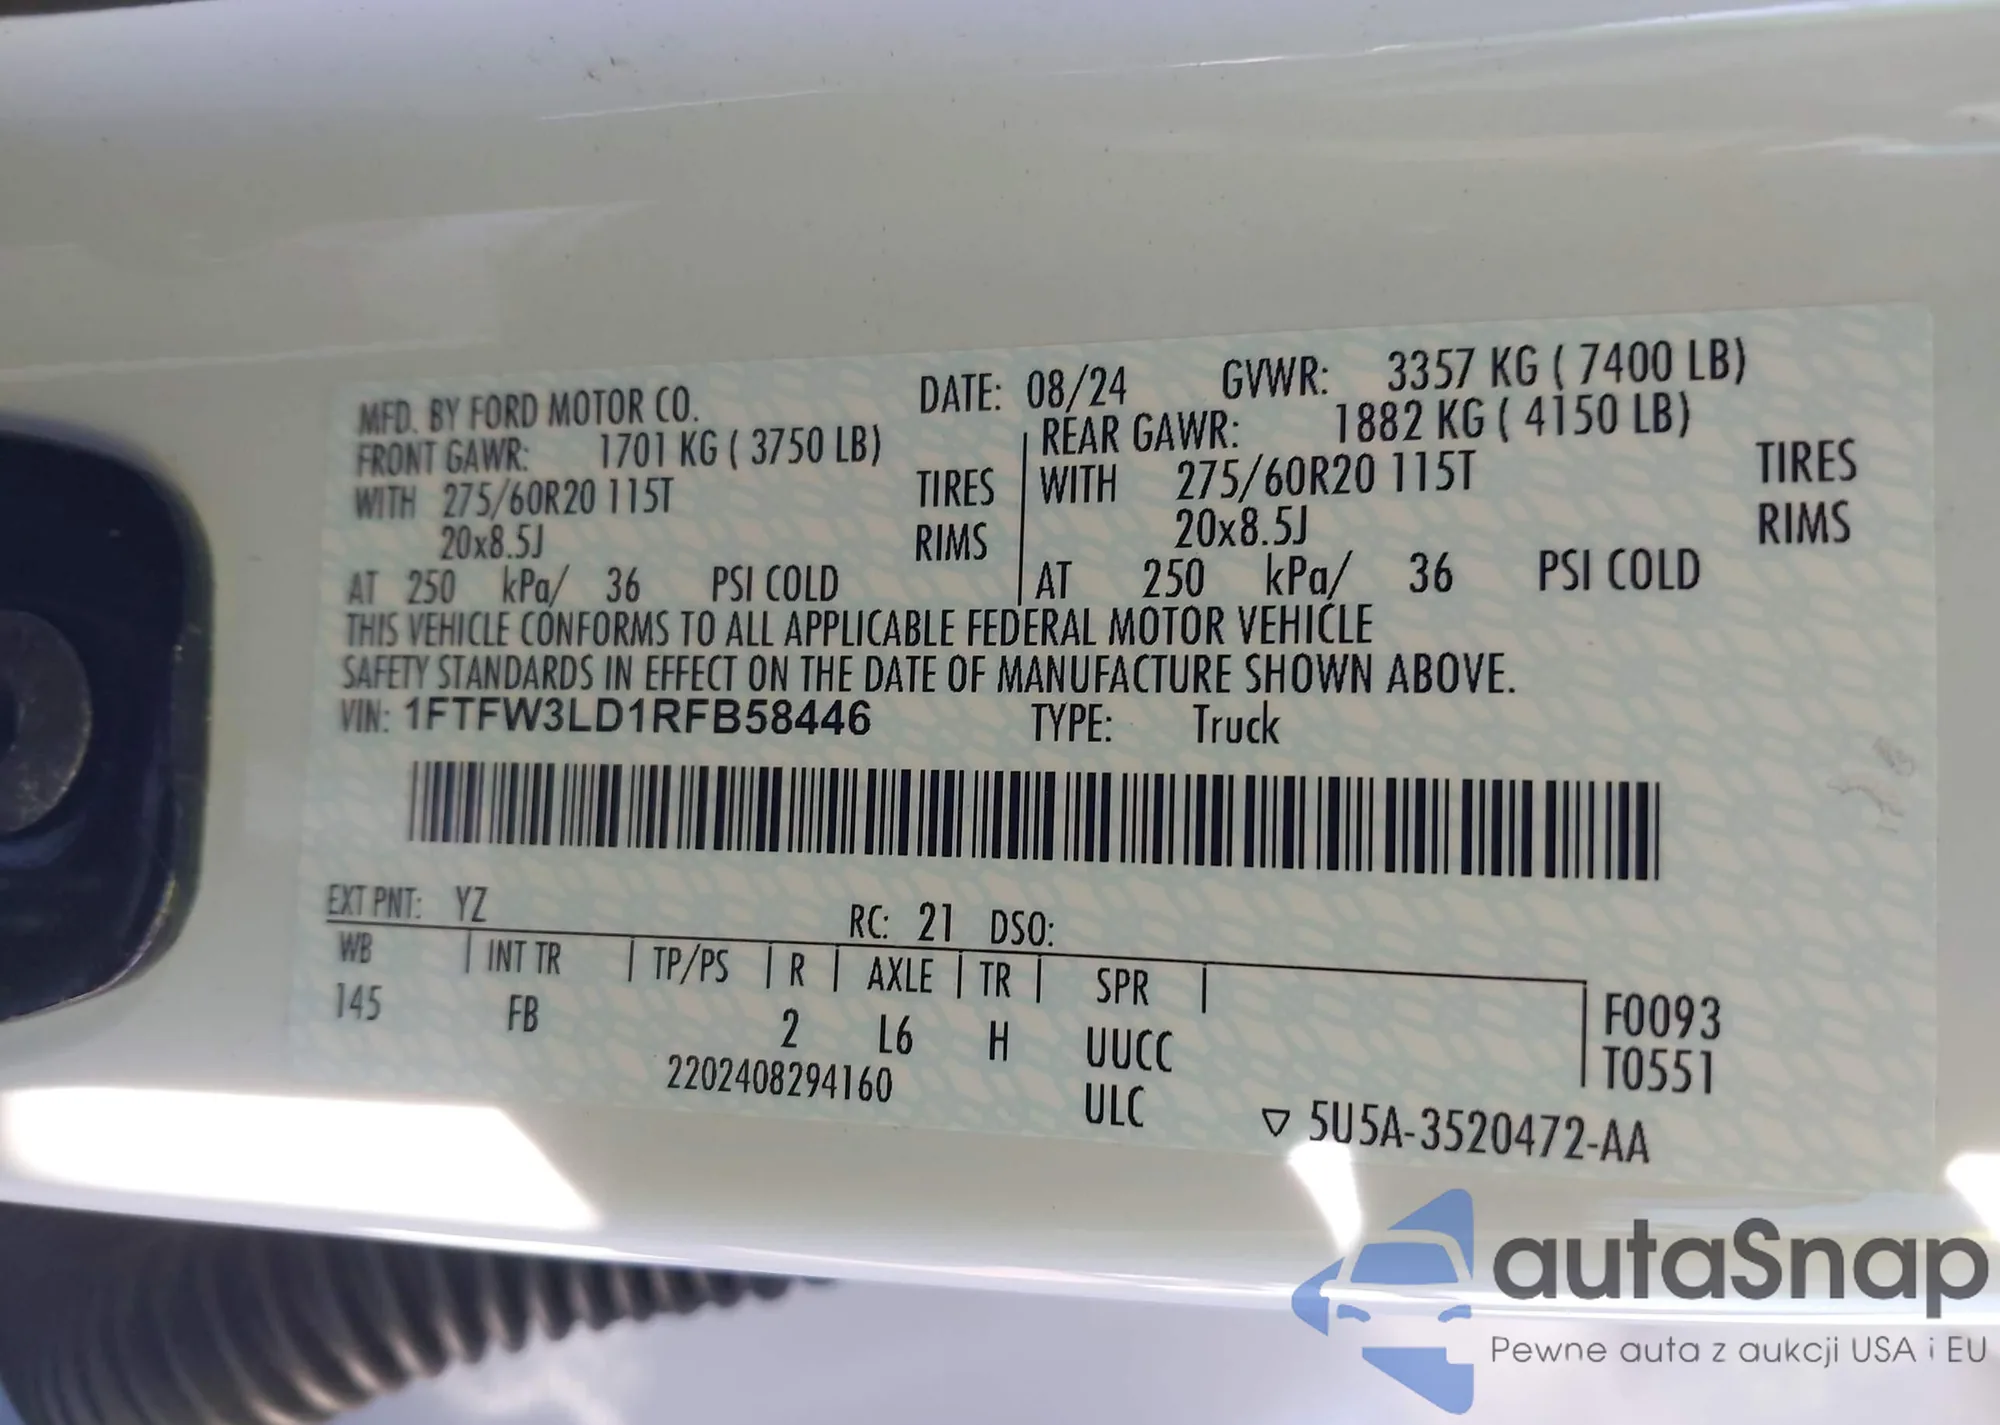 MFD. BY FORD MOTOR CO. DATE: 08/24 GVWR: 3357 KG ( 7400 LB)
FRONT GAWR: 1701 KG ( 3750 LB) REAR GAWR: 1882 KG ( 4150 LB)
WITH 275/60R20 115T TIRES WITH 275/60R20 115T TIRES
20x8.5J RIMS 20x8.5J RIMS
AT 250 kPa/ 36 PSI COLD AT 250 kPa/ 36 PSI COLD
THIS VEHICLE CONFORMS TO ALL APPLICABLE FEDERAL MOTOR VEHICLE
SAFETY STANDARDS IN EFFECT ON THE DATE OF MANUFACTURE SHOWN ABOVE.
VIN: 1FTFW3LD1RFB58446 TYPE: Truck
EXT PNT: YZ RC: 21 DSO:
WB INT TR TP/PS R AXLE TR SPR
145 FB 2 L6 H UUCC F0093
2202408294160 ULC T0551
▽ 5U5A-3520472-AA
autaSnap
Pewne auta z aukcji USA i EU